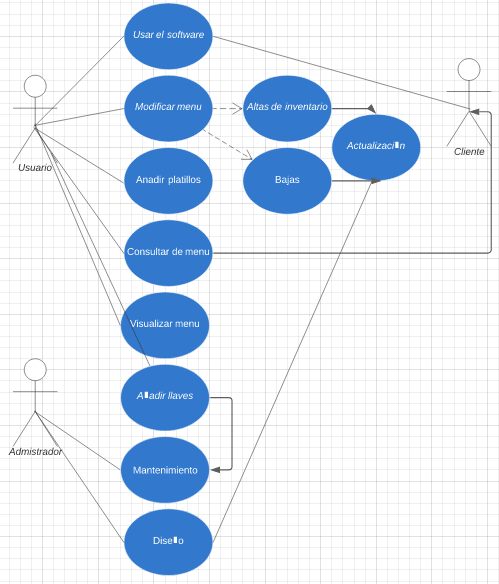 Usar el software
Modificar menu
Altas de inventario
Actualizaci▮n
Cliente
Usuario
Anadir platillos
Bajas
Consultar de menu
Visualizar menu
A▮adir llaves
Admistrador
Mantenimiento
Dise▮o